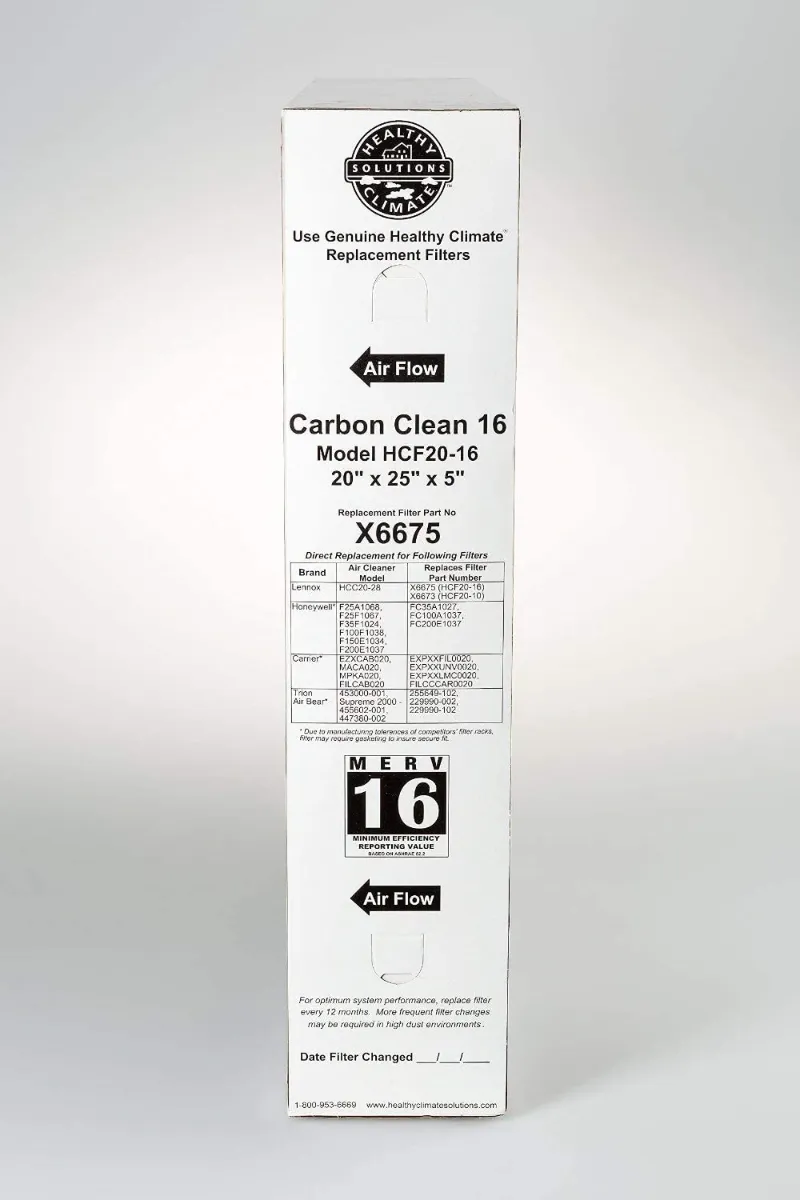 HEALTHY
SOLUTIONS
CLIMATE™
Use Genuine Healthy Climate®
Replacement Filters
Air Flow
Carbon Clean 16
Model HCF20-16
20" x 25" x 5"
Replacement Filter Part No
X6675
Direct Replacement for Following Filters
Brand Air Cleaner Model Replaces Filter Part Number
Lennox HCC20-28 X6675 (HCF20-16)
X6673 (HCF20-10)
Honeywell* F25A1068, FC35A1027,
F25F1067, FC100A1037,
F35F1024, FC200E1037
F100F1038,
F150E1034,
F200E1037
Carrier* EZXCAB020, EXPXXFIL0020,
MACA020, EXPXXUNV0020,
MPKA020, EXPXXLMC0020,
FILCAB020 FILCCCAR0020
Trion 453000-001, 255649-102,
Air Bear* Supreme 2000 - 229990-002,
455602-001, 229990-102
447380-002
* Due to manufacturing tolerances of competitors' filter racks,
filter may require gasketing to insure secure fit.
MERV
16
MINIMUM EFFICIENCY
REPORTING VALUE
BASED ON ASHRAE 52.2
Air Flow
For optimum system performance, replace filter
every 12 months. More frequent filter changes
may be required in high dust environments.
Date Filter Changed ___/___/____
1-800-953-6669 www.healthyclimatesolutions.com